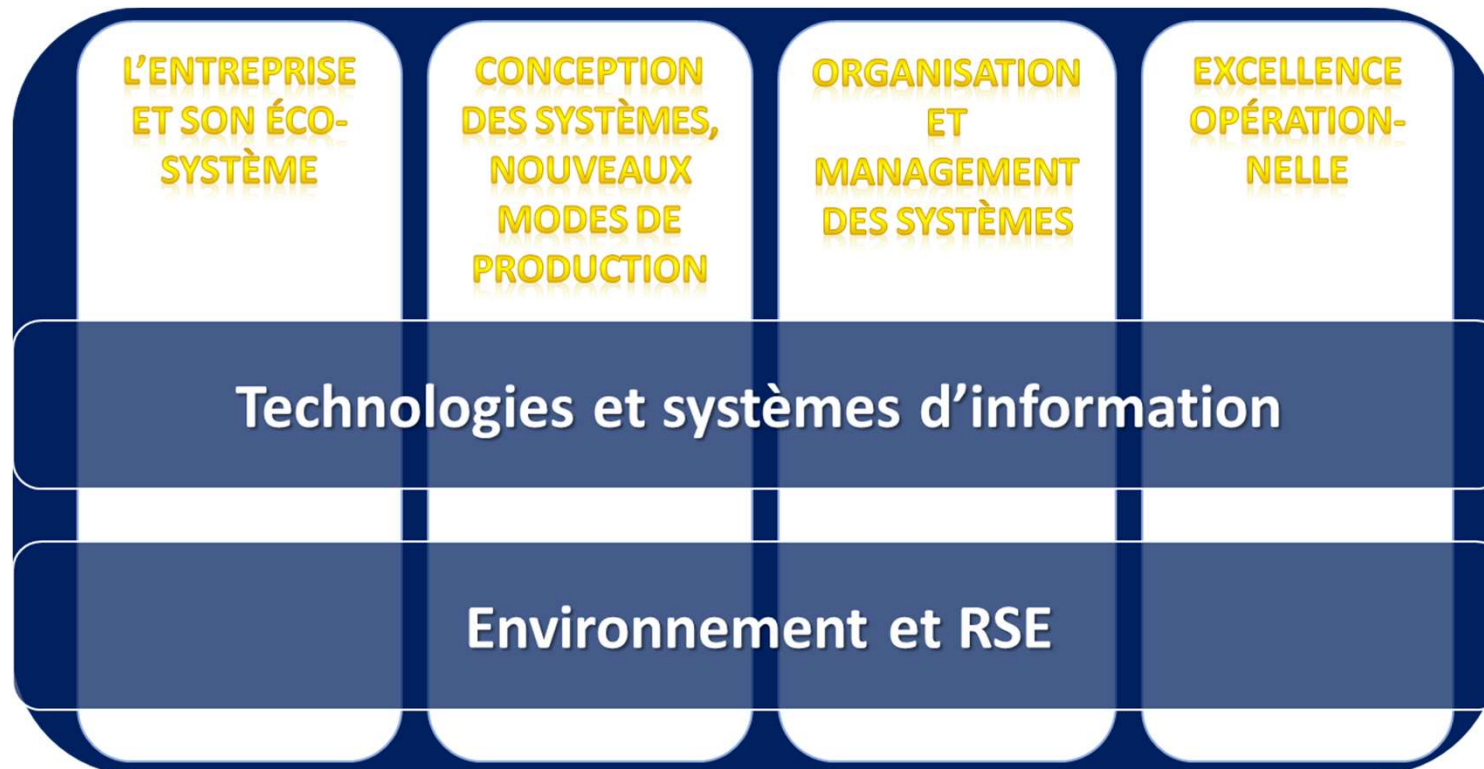 L'ENTREPRISE
ET SON ÉCO-
SYSTÈME
CONCEPTION
DES SYSTÈMES,
NOUVEAUX
MODES DE
PRODUCTION
ORGANISATION
ET
MANAGEMENT
DES SYSTÈMES
EXCELLENCE
OPÉRATION-
NELLE
Technologies et systèmes d'information
Environnement et RSE